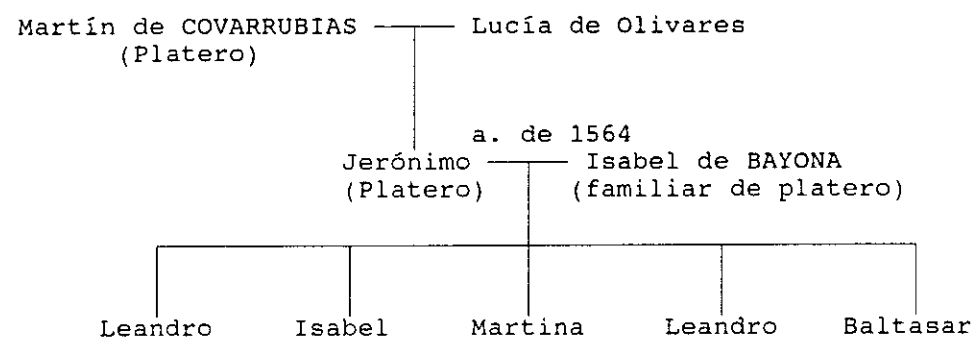 Martín de COVARRUBIAS Lucía de Olivares
(Platero)
a. de 1564
Jerónimo Isabel de BAYONA
(Platero) (familiar de platero)
Leandro Isabel Martina Leandro Baltasar